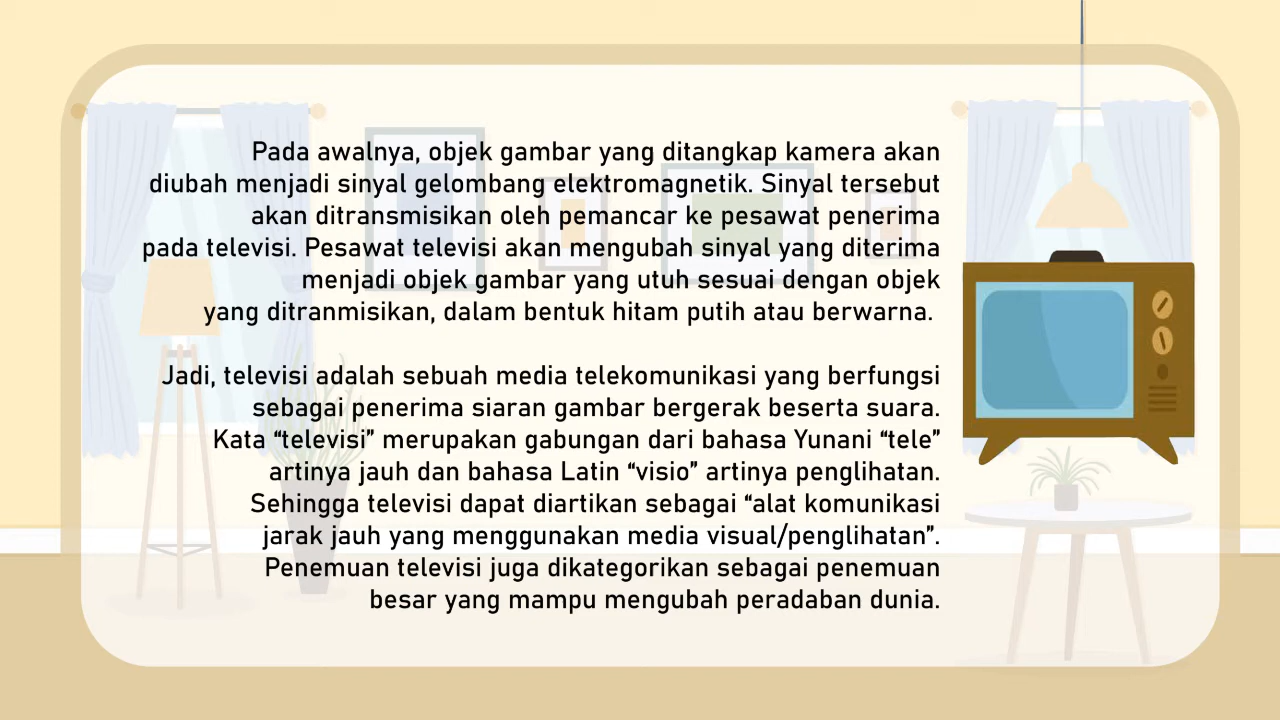 Pada awalnya, objek gambar yang ditangkap kamera akan
diubah menjadi sinyal gelombang elektromagnetik. Sinyal tersebut
akan ditransmisikan oleh pemancar ke pesawat penerima
pada televisi. Pesawat televisi akan mengubah sinyal yang diterima
menjadi objek gambar yang utuh sesuai dengan objek
yang ditranmisikan, dalam bentuk hitam putih atau berwarna.
Jadi, televisi adalah sebuah media telekomunikasi yang berfungsi
sebagai penerima siaran gambar bergerak beserta suara.
Kata “televisi” merupakan gabungan dari bahasa Yunani “tele”
artinya jauh dan bahasa Latin “visio” artinya penglihatan.
Sehingga televisi dapat diartikan sebagai “alat komunikasi
jarak jauh yang menggunakan media visual/penglihatan”.
Penemuan televisi juga dikategorikan sebagai penemuan
besar yang mampu mengubah peradaban dunia.